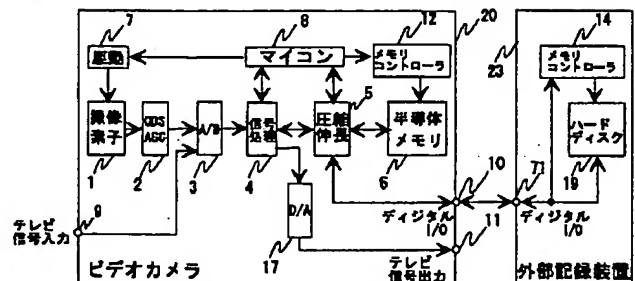 7
8
12
20
14
駆動
マイコン
メモリ
コントローラ
23
メモリ
コントローラ
5
撮像
素子
CDS
AGC
A/D
信号
処理
圧縮
伸長
半導体
メモリ
ハード
ディスク
1
2
3
4
6
10
71
19
9
テレビ
信号入力
D/A
17
ディジタル
I/O
11
ディジタル
I/O
ビデオカメラ
テレビ
信号出力
外部記録装置